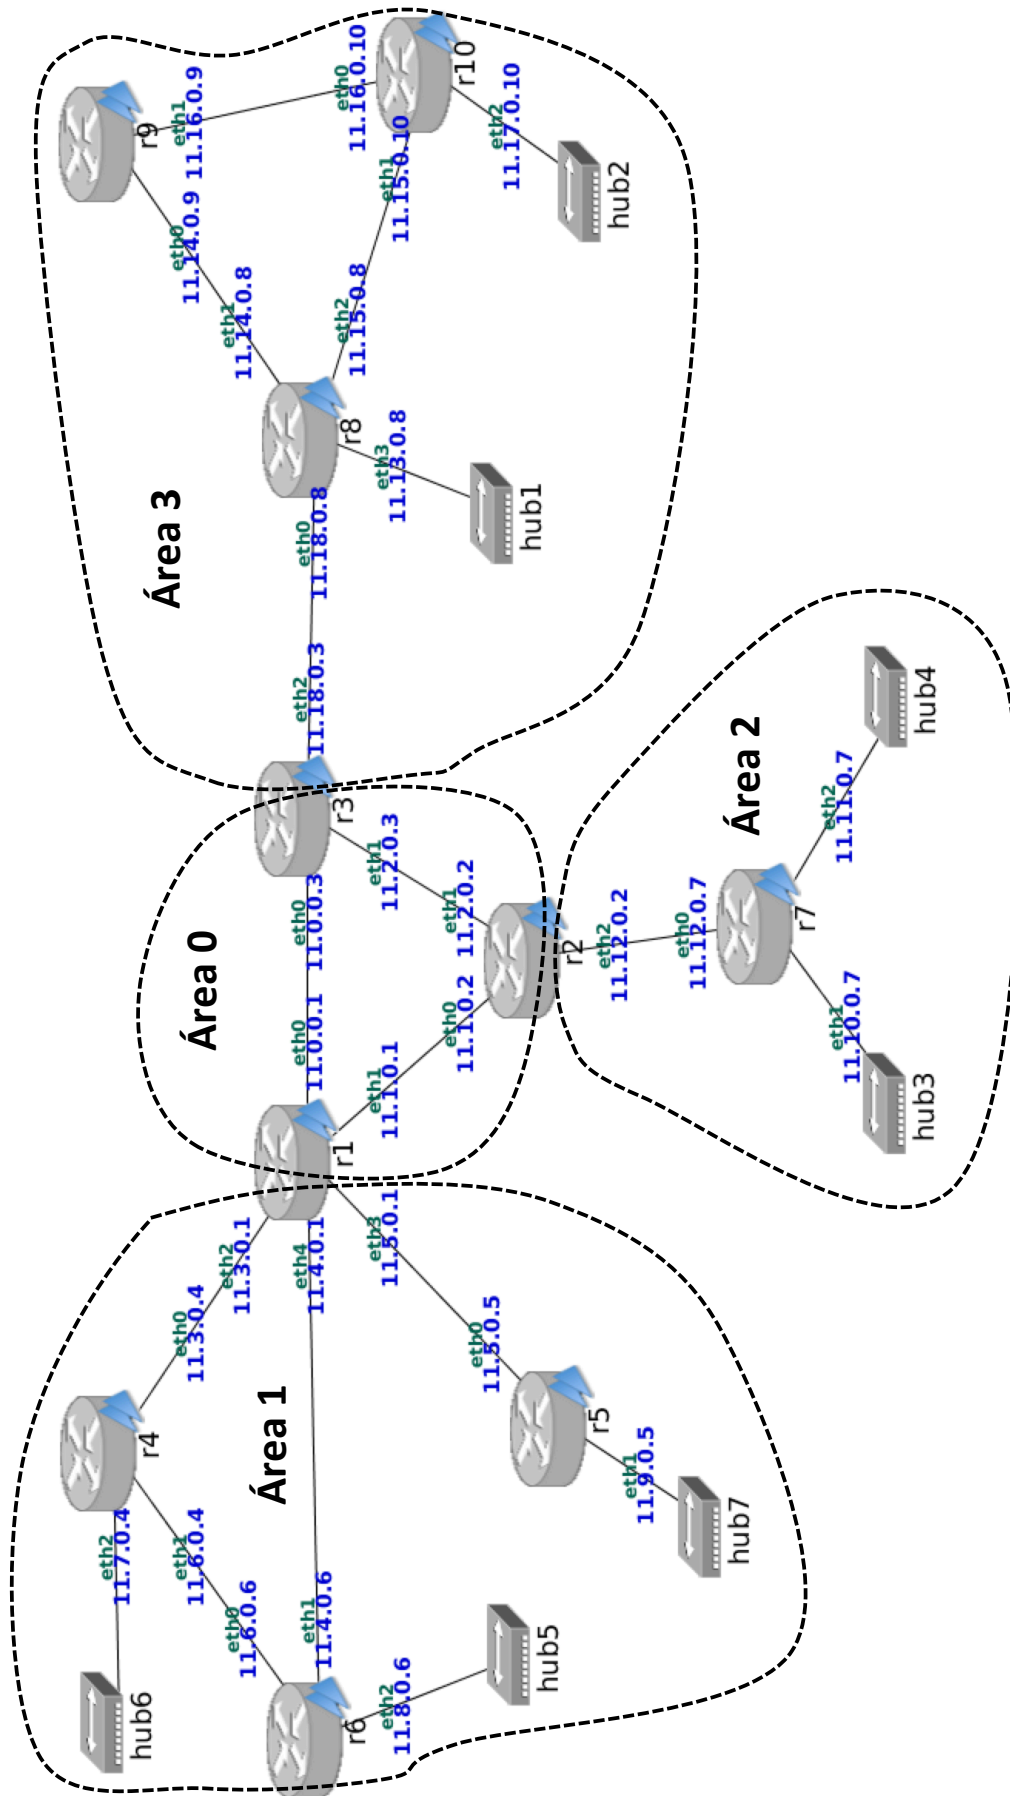 r9
eth1
11.16.0.9
eth0
11.14.0.9
eth0
11.16.0.10
r10
eth1
11.15.0.10
eth2
11.17.0.10
hub2
eth1
11.14.0.8
eth2
11.15.0.8
r8
eth3
11.13.0.8
hub1
eth0
11.18.0.8
Área 3
eth2
11.18.0.3
r3
eth1
11.2.0.3
eth0
11.0.0.3
Área 0
eth1
11.2.0.2
r2
eth0
11.1.0.2
eth2
11.12.0.2
eth0
11.0.0.1
eth1
11.1.0.1
r1
Área 2
eth0
11.12.0.7
r7
eth2
11.11.0.7
hub4
eth1
11.10.0.7
hub3
eth2
11.3.0.1
eth4
11.4.0.1
eth3
11.5.0.1
eth0
11.3.0.4
r4
Área 1
eth0
11.5.0.5
r5
eth1
11.9.0.5
hub7
eth2
11.7.0.4
eth1
11.6.0.4
eth0
11.6.0.6
eth1
11.4.0.6
r6
eth2
11.8.0.6
hub5
hub6